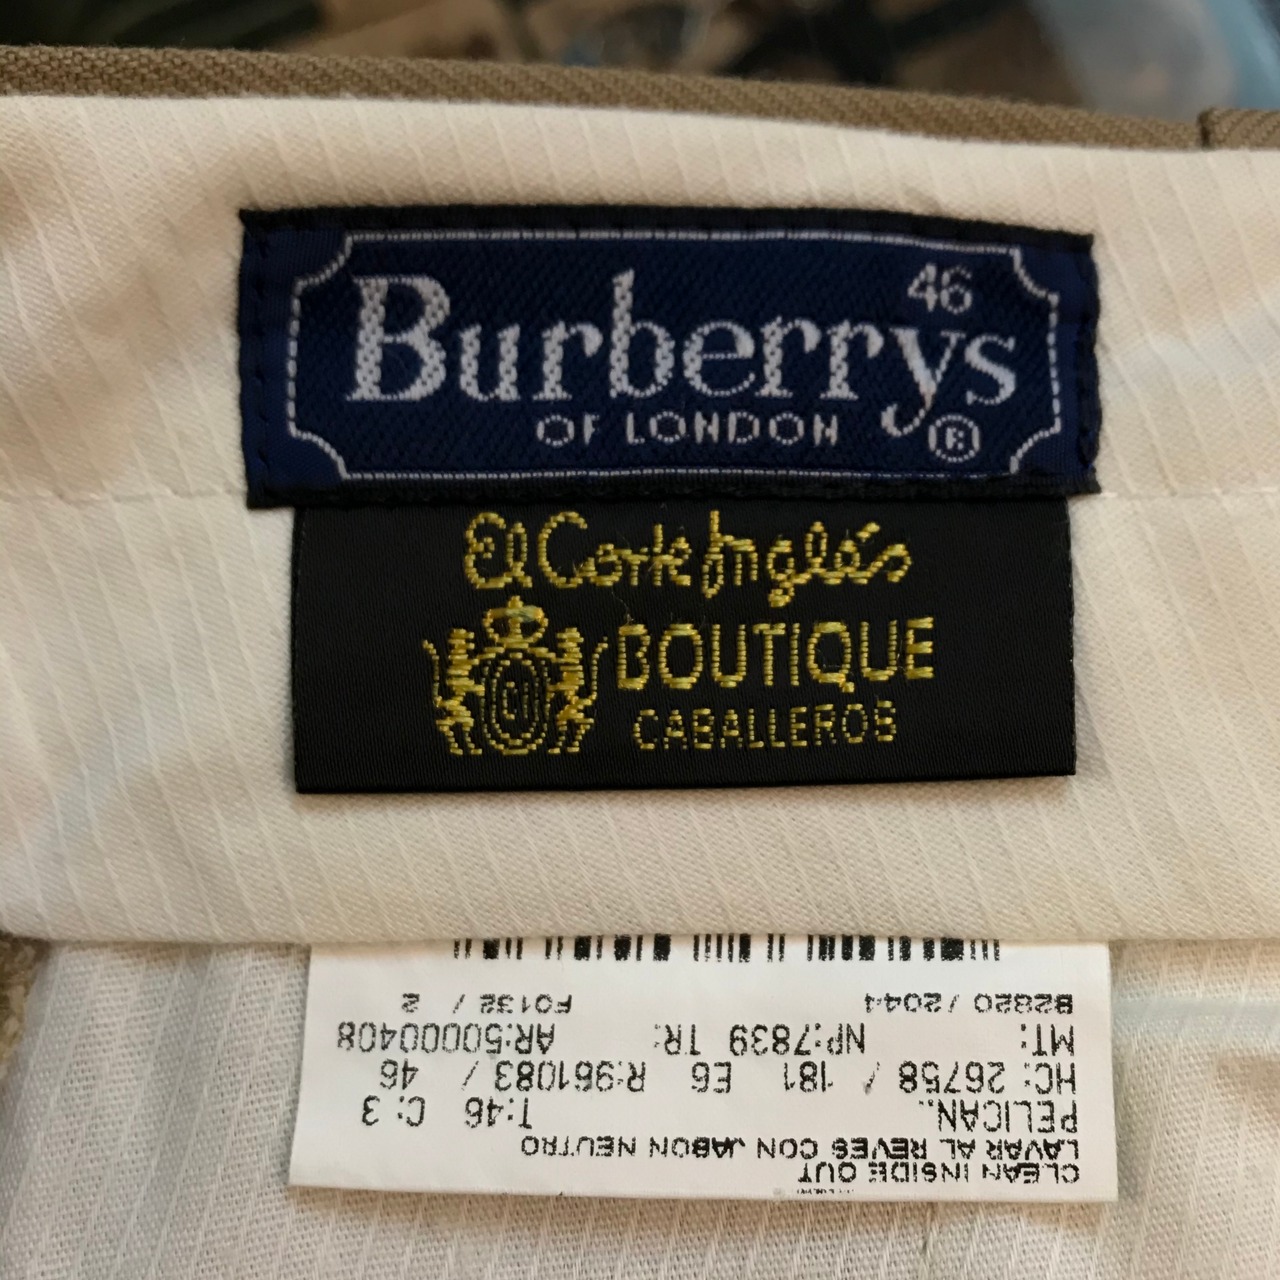 46
Burberrys
OF LONDON ®
El Corte Inglés
BOUTIQUE
CABALLEROS
CLEAN INSIDE OUT
LAVAR AL REVES CON JABON NEUTRO
PELICAN.. T:46 C:3
HC: 26758 / 181 E6 R:961083 / 46
MT: NP:7839 TR: AR:50000408
B2820 / 2044 F0132 / 2